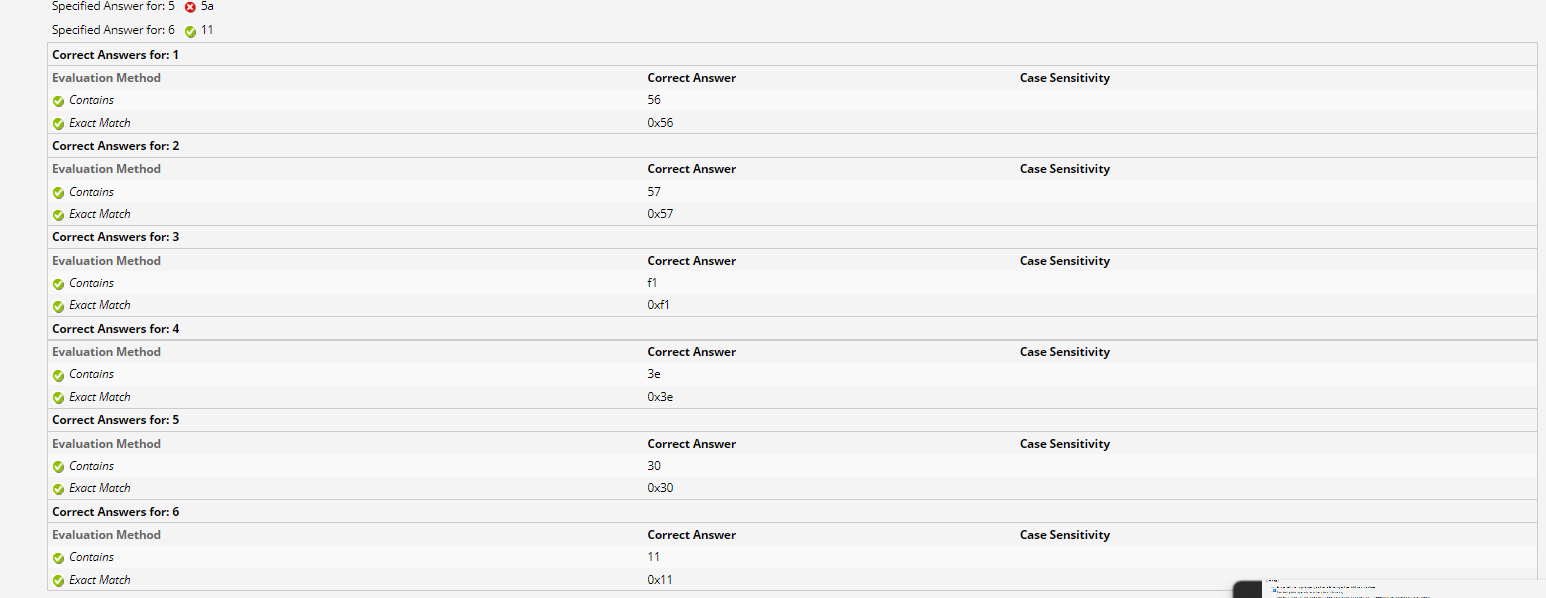 Specified Answer for: 5 5a
Specified Answer for: 6 11
Correct Answers for: 1
Evaluation Method Correct Answer Case Sensitivity
Contains 56
Exact Match 0x56
Correct Answers for: 2
Evaluation Method Correct Answer Case Sensitivity
Contains 57
Exact Match 0x57
Correct Answers for: 3
Evaluation Method Correct Answer Case Sensitivity
Contains f1
Exact Match 0xf1
Correct Answers for: 4
Evaluation Method Correct Answer Case Sensitivity
Contains 3e
Exact Match 0x3e
Correct Answers for: 5
Evaluation Method Correct Answer Case Sensitivity
Contains 30
Exact Match 0x30
Correct Answers for: 6
Evaluation Method Correct Answer Case Sensitivity
Contains 11
Exact Match 0x11